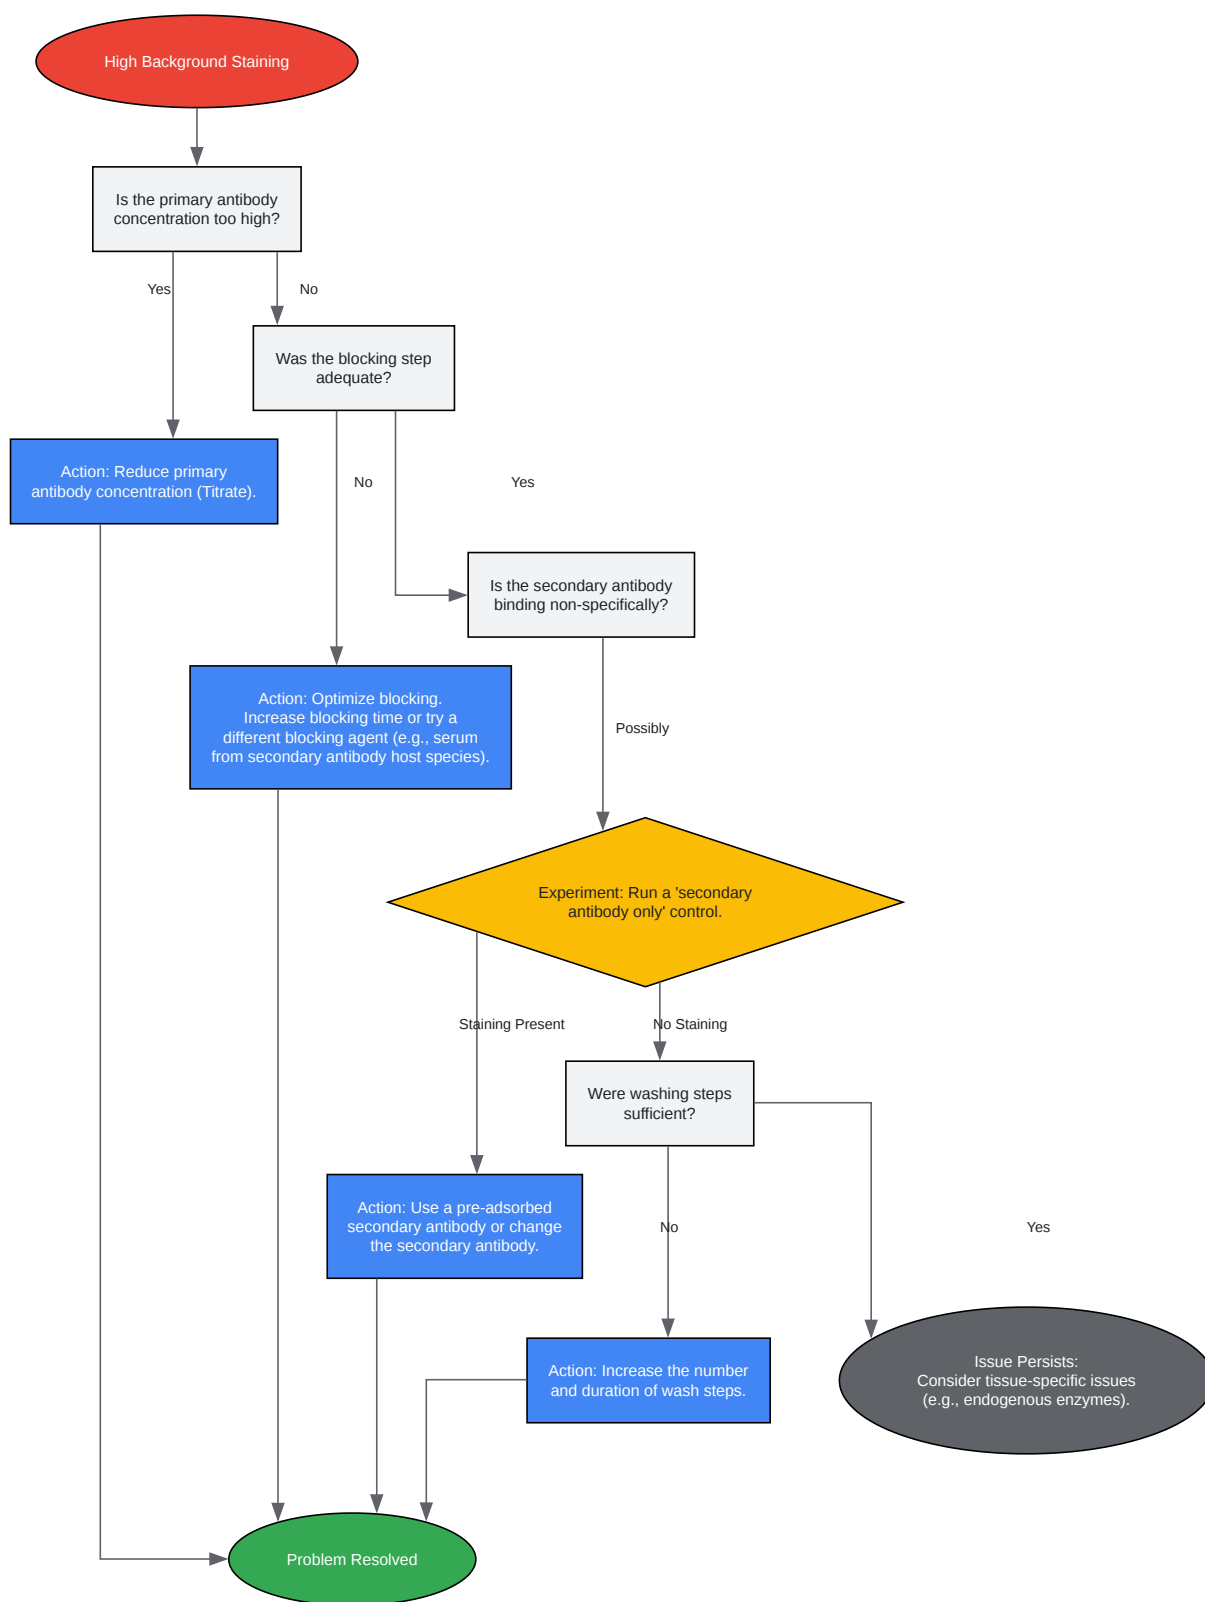 High Background Staining
Is the primary antibody
concentration too high?
Yes
No
Was the blocking step
adequate?
Action: Reduce primary
antibody concentration (Titrate).
No
Yes
Is the secondary antibody
binding non-specifically?
Action: Optimize blocking.
Increase blocking time or try a
different blocking agent (e.g., serum
from secondary antibody host species).
Possibly
Experiment: Run a 'secondary
antibody only' control.
Staining Present
No Staining
Were washing steps
sufficient?
Action: Use a pre-adsorbed
secondary antibody or change
the secondary antibody.
No
Yes
Action: Increase the number
and duration of wash steps.
Issue Persists:
Consider tissue-specific issues
(e.g., endogenous enzymes).
Problem Resolved